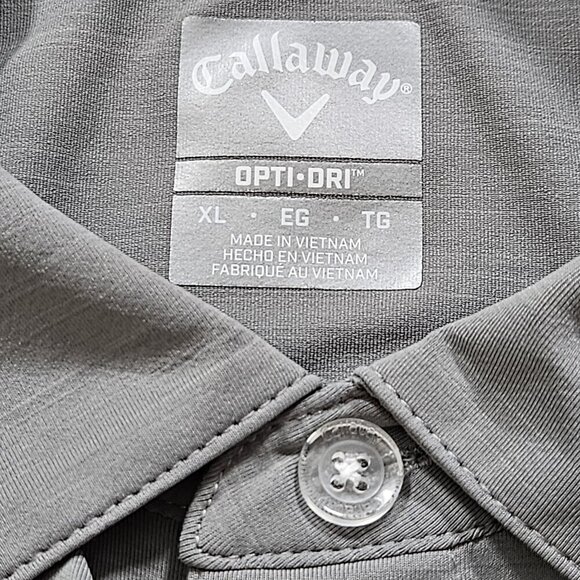 Callaway®
OPTI•DRI™
XL • EG • TG
MADE IN VIETNAM
HECHO EN VIETNAM
FABRIQUÉ AU VIETNAM